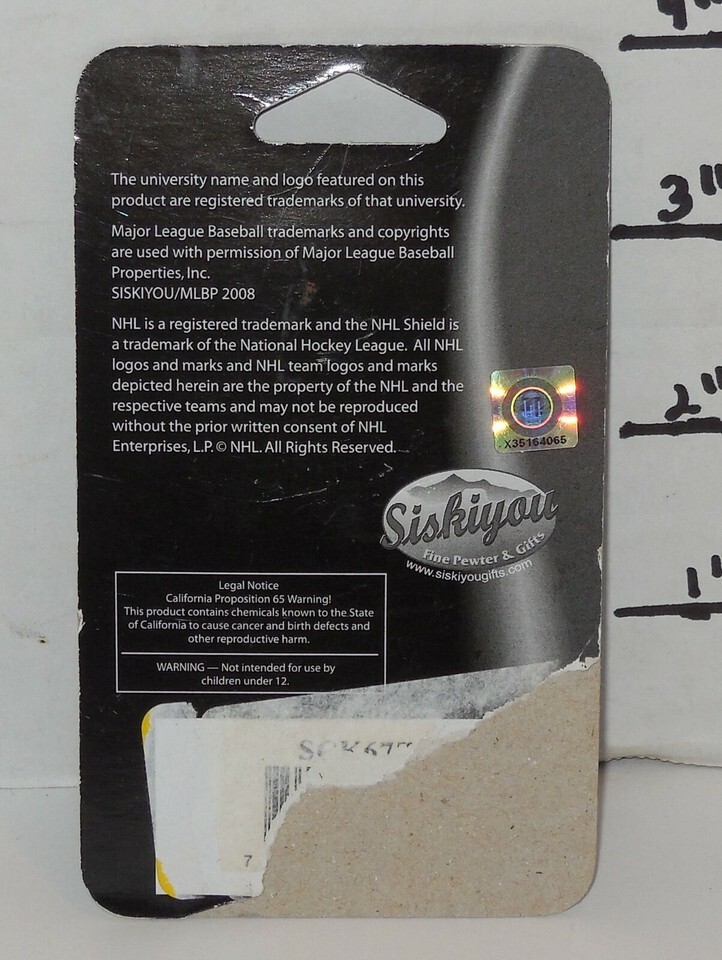 4"
3"
2"
1"
The university name and logo featured on this
product are registered trademarks of that university.
Major League Baseball trademarks and copyrights
are used with permission of Major League Baseball
Properties, Inc.
SISKIYOU/MLBP 2008
NHL is a registered trademark and the NHL Shield is
a trademark of the National Hockey League. All NHL
logos and marks and NHL team logos and marks
depicted herein are the property of the NHL and the
respective teams and may not be reproduced
without the prior written consent of NHL
Enterprises, L.P. © NHL. All Rights Reserved.
X35164065
Siskiyou
Fine Pewter & Gifts
www.siskiyougifts.com
Legal Notice
California Proposition 65 Warning!
This product contains chemicals known to the State
of California to cause cancer and birth defects and
other reproductive harm.
WARNING — Not intended for use by
children under 12.
7